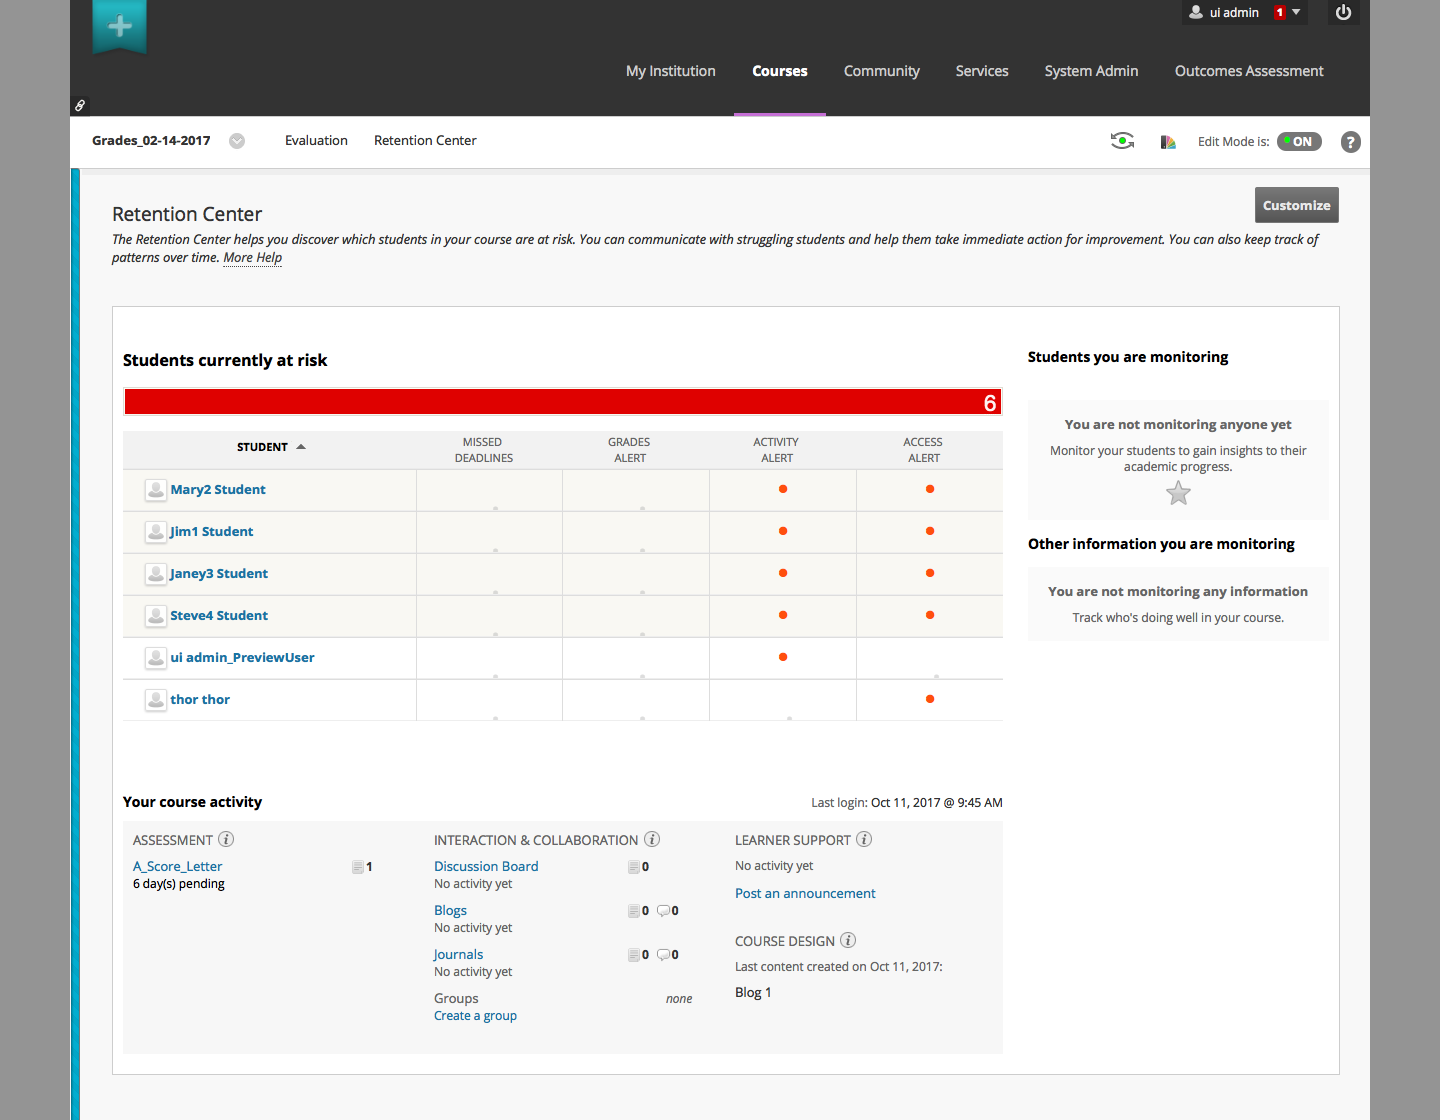 ui admin 1
My Institution Courses Community Services System Admin Outcomes Assessment
Grades_02-14-2017 Evaluation Retention Center Edit Mode is: ON ?
Customize
Retention Center
The Retention Center helps you discover which students in your course are at risk. You can communicate with struggling students and help them take immediate action for improvement. You can also keep track of
patterns over time. More Help
Students currently at risk
6
STUDENT MISSED DEADLINES GRADES ALERT ACTIVITY ALERT ACCESS ALERT
Mary2 Student
Jim1 Student
Janey3 Student
Steve4 Student
ui admin_PreviewUser
thor thor
Students you are monitoring
You are not monitoring anyone yet
Monitor your students to gain insights to their
academic progress.
Other information you are monitoring
You are not monitoring any information
Track who's doing well in your course.
Your course activity
Last login: Oct 11, 2017 @ 9:45 AM
ASSESSMENT i
A_Score_Letter 1
6 day(s) pending
INTERACTION & COLLABORATION i
Discussion Board 0
No activity yet
Blogs 0 0
No activity yet
Journals 0 0
No activity yet
Groups none
Create a group
LEARNER SUPPORT i
No activity yet
Post an announcement
COURSE DESIGN i
Last content created on Oct 11, 2017:
Blog 1